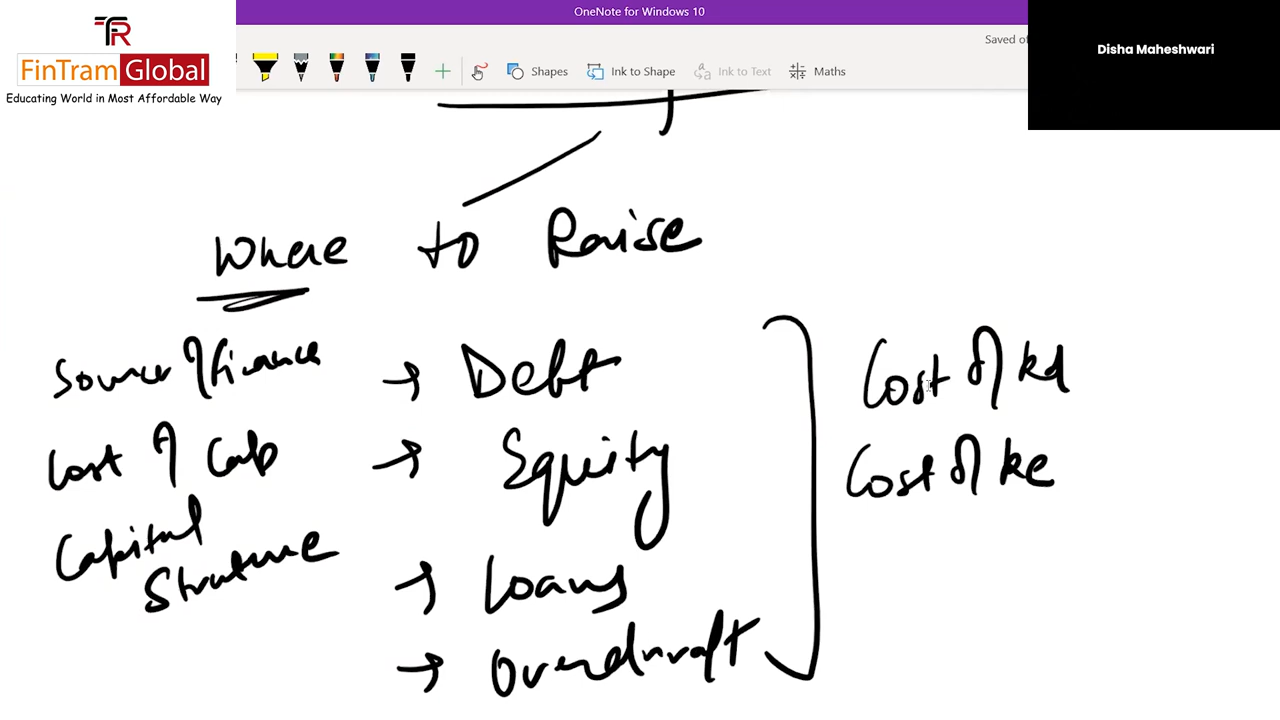 OneNote for Windows 10
FinTram Global
Educating World in Most Affordable Way
Shapes
Ink to Shape
Ink to Text
Maths
Saved of
Disha Maheshwari
Where to Raise
Source of finance → Debt
Cost of Cap → Equity
Capital Structure
→ Loans
→ Overdraft
Cost of kd
Cost of ke